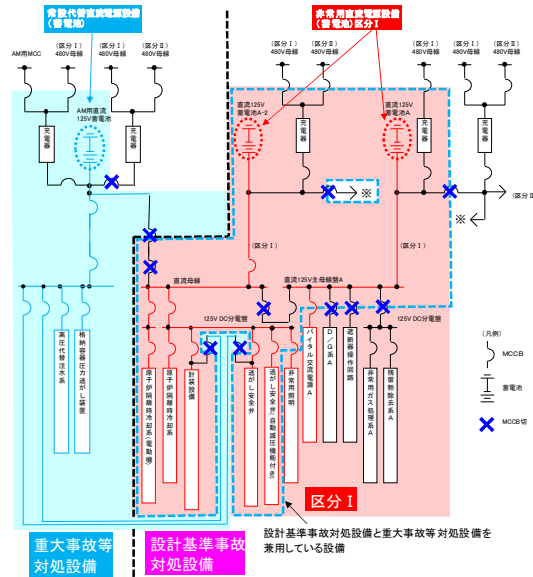 常設代替直流電源設備
(蓄電池)
非常用直流電源設備
(蓄電池)区分Ⅰ
AM用MCC
(区分Ⅰ)
480V母線
(区分Ⅰ)
480V母線
(区分Ⅱ)
480V母線
(区分Ⅰ)
480V母線
(区分Ⅱ)
480V母線
(区分Ⅰ)
480V母線
(区分Ⅰ)
480V母線
(区分Ⅱ)
480V母線
AM用直流
125V蓄電池
直流125V
蓄電池A-2
直流125V
蓄電池A
充電器
充電器
充電器
充電器
充電器
※
※
(区分Ⅱ)
(区分Ⅰ)
(区分Ⅰ)
直流母線
直流125V主母線盤A
125V DC分電盤
125V DC分電盤
高圧代替注水系
格納容器圧力逃がし装置
原子炉隔離時冷却系(電動機)
原子炉隔離時冷却系
計装設備
逃がし安全弁
逃がし安全弁(自動減圧機能付き)
非常用照明
バイタル交流電源A
D/G系A
遮断器操作回路
非常用ガス処理系A
残留熱除去系A
(凡例)
MCCB
蓄電池
MCCB切
区分Ⅰ
設計基準事故対処設備と重大事故等対処設備を
兼用している設備
重大事故等
対処設備
設計基準事故
対処設備